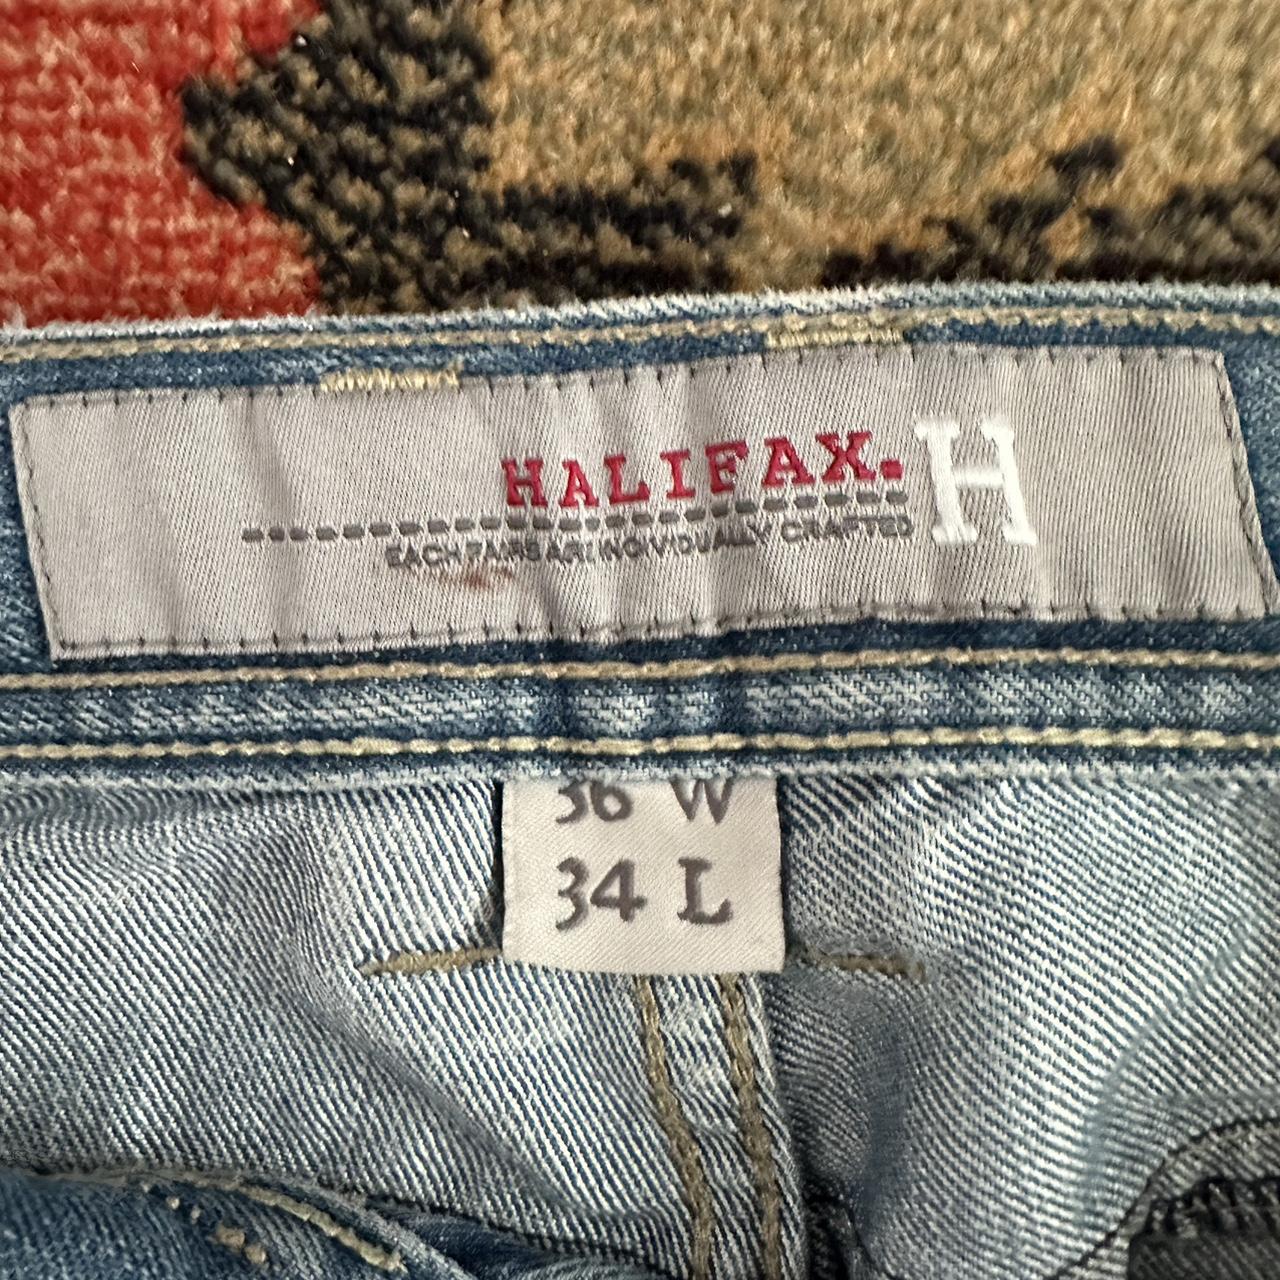 HALIFAX. H
EACH PAIRS ARE INDIVIDUALLY CRAFTED
36 W
34 L